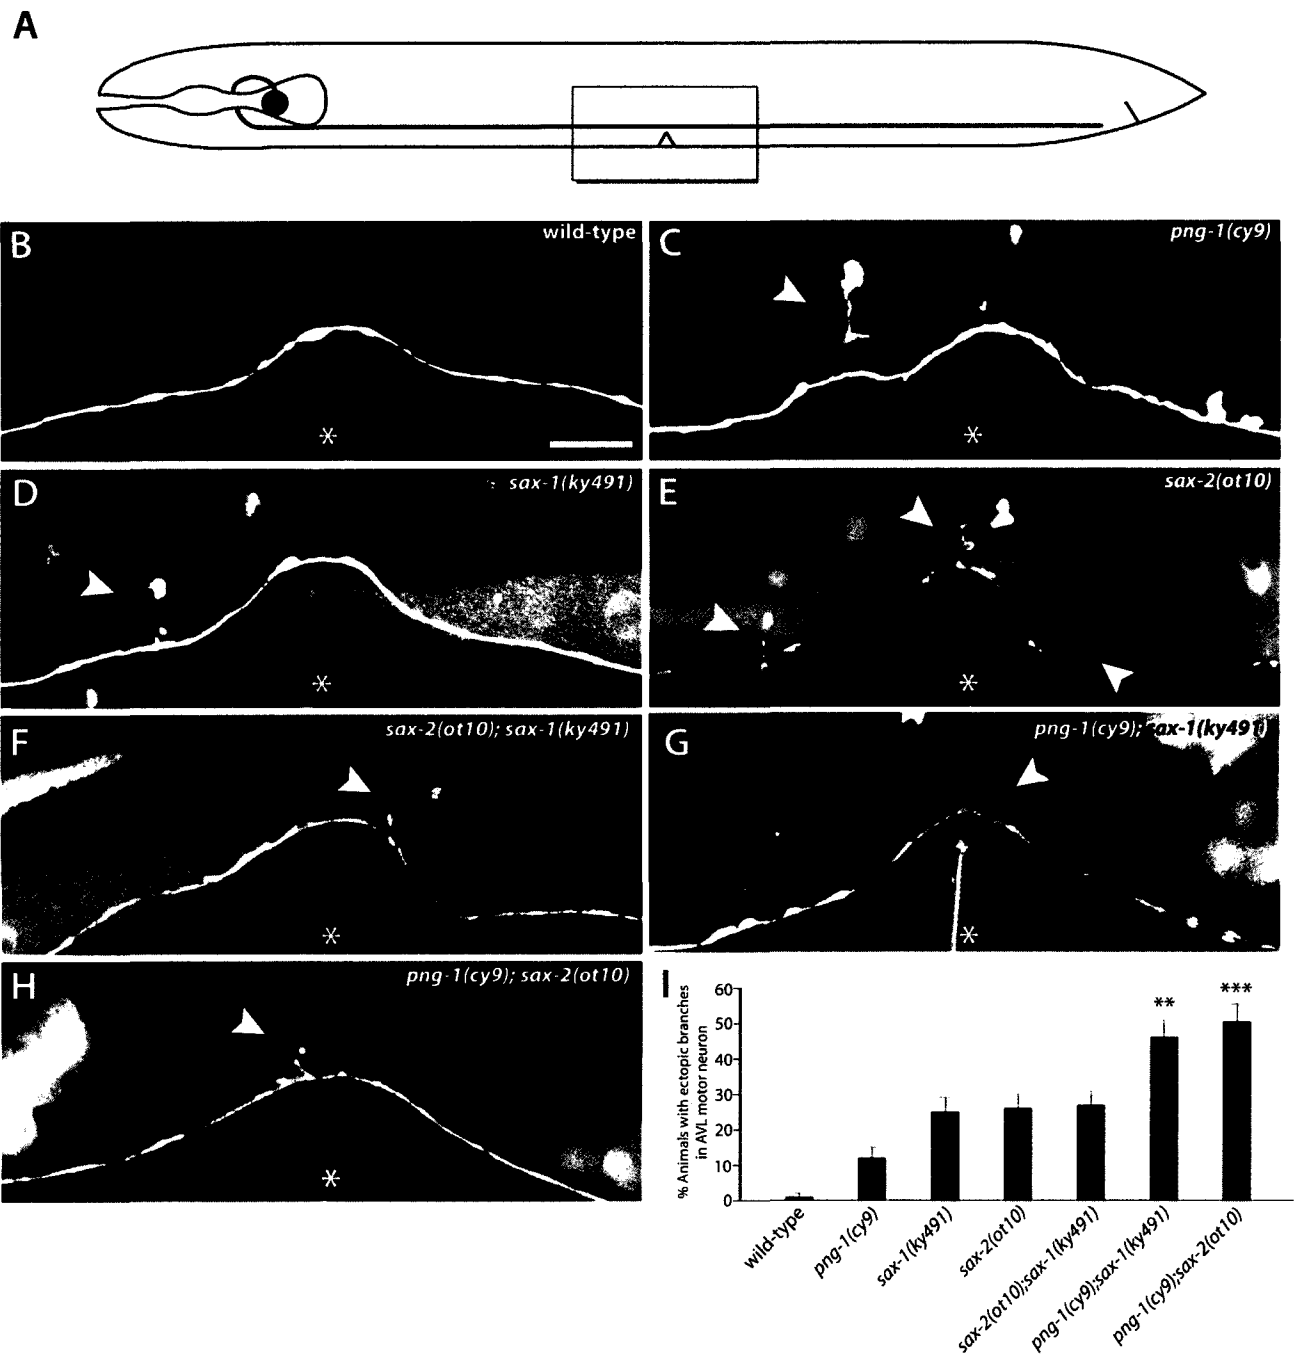 A
B
wild-type
C
png-1(cy9)
D
sax-1(ky491)
E
sax-2(ot10)
F
sax-2(ot10); sax-1(ky491)
G
png-1(cy9); sax-1(ky491)
H
png-1(cy9); sax-2(ot10)
I
% Animals with ectopic branches
in AVL motor neuron
60
50
40
30
20
10
0
**
***
wild-type
png-1(cy9)
sax-1(ky491)
sax-2(ot10)
sax-2(ot10);sax-1(ky491)
png-1(cy9);sax-1(ky491)
png-1(cy9);sax-2(ot10)